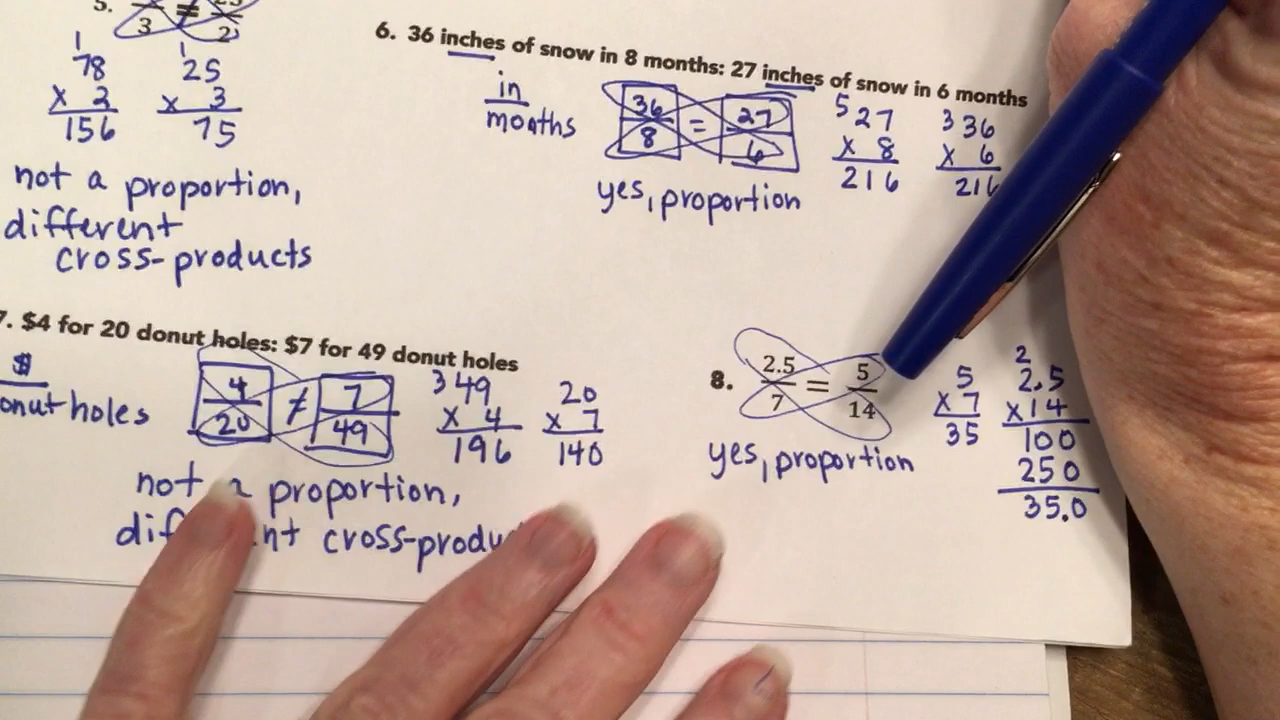 5.
3 2
≠
1 1
78 25
x 2 x 3
156 75
not a proportion,
different
cross-products
6. 36 inches of snow in 8 months: 27 inches of snow in 6 months
in
months
36 = 27
8 6
5 27 3 36
x 8 x 6
216 216
yes, proportion
7. $4 for 20 donut holes: $7 for 49 donut holes
$
onut holes
4 ≠ 7
20 49
3 49 20
x 4 x 7
196 140
not a proportion,
cross-produc
8. 2.5 = 5
7 14
yes, proportion
5
x 7
35
2
2.5
x14
100
250
35.0